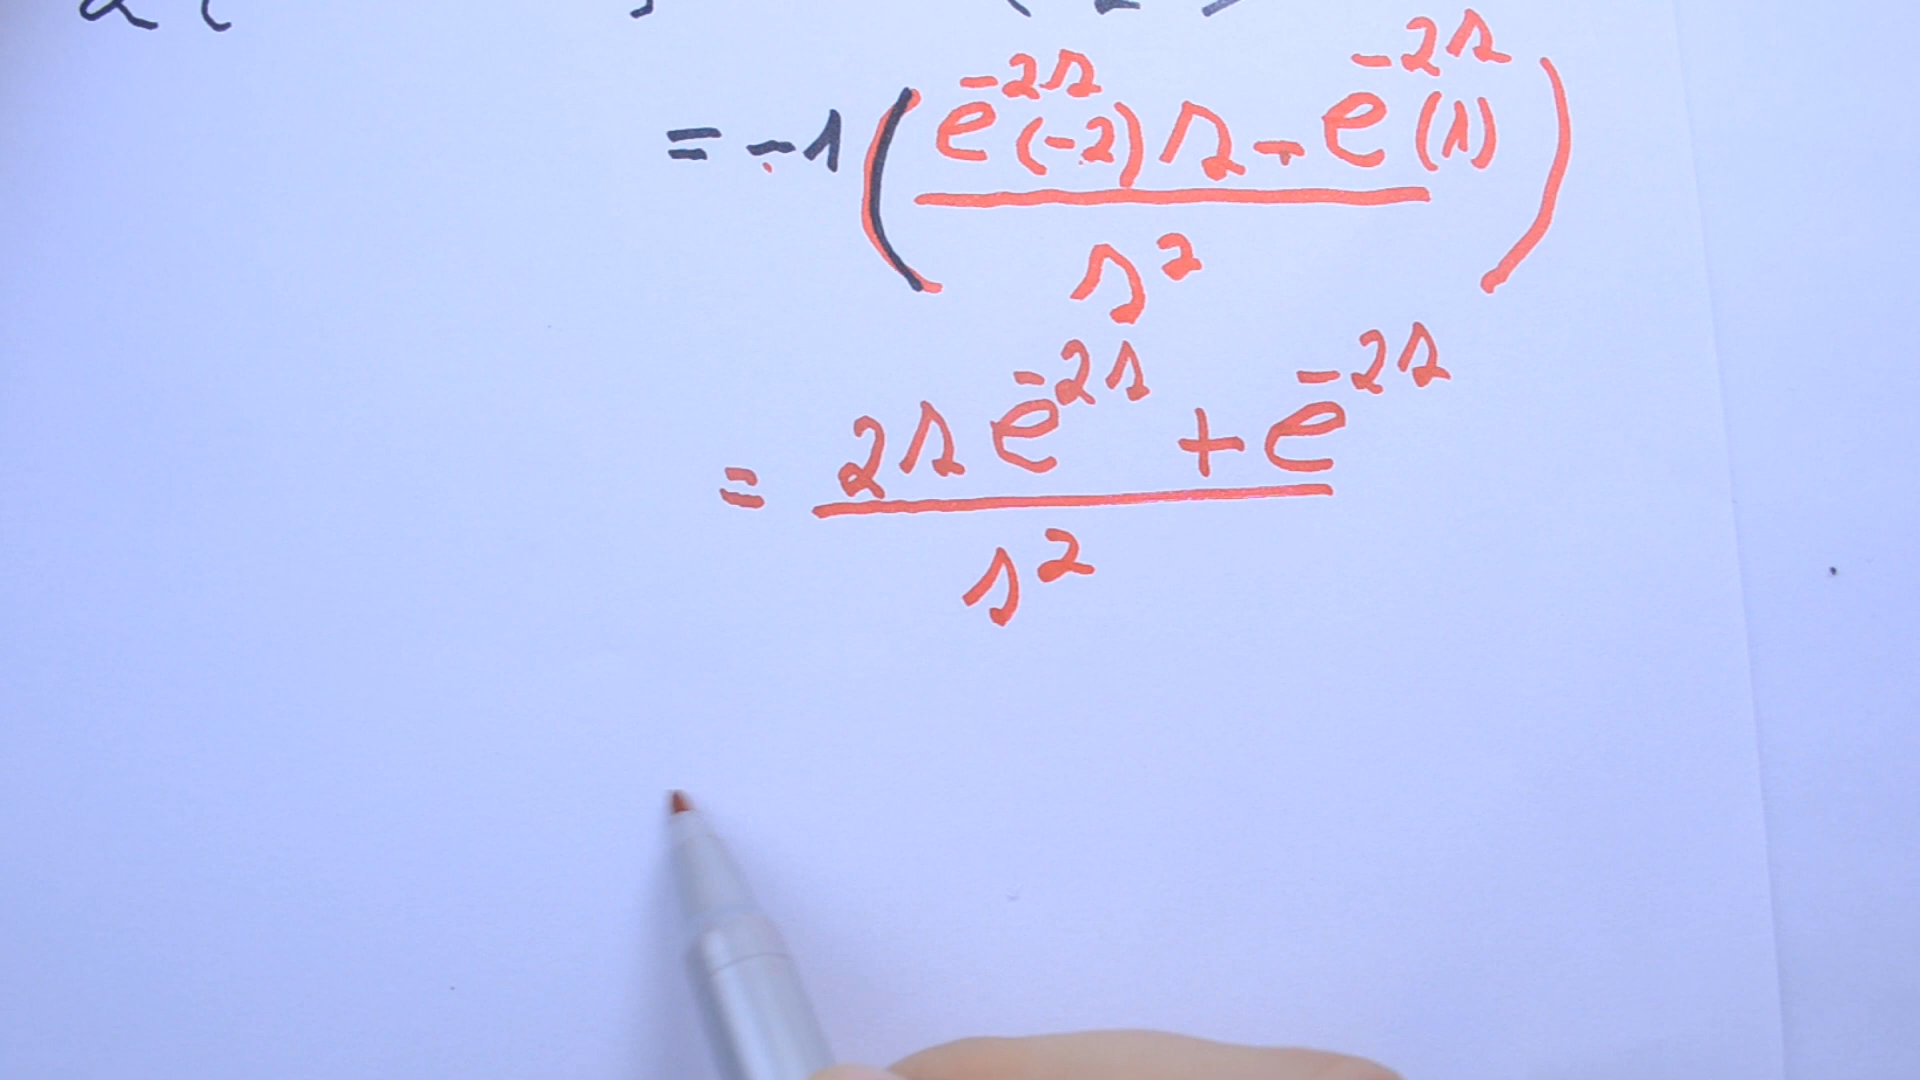 = -1 ( e^{-2s} (-2) s - e^{-2s} (1) / s^2 )
= 2s e^{-2s} + e^{-2s} / s^2